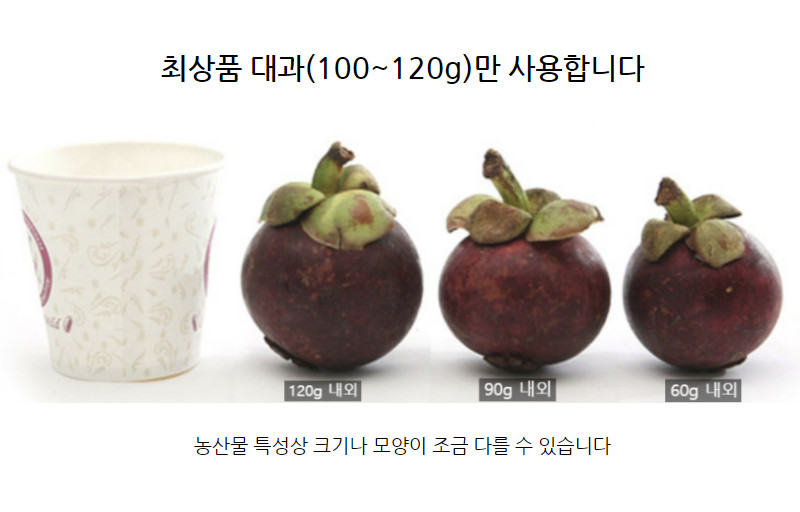 최상품 대과(100~120g)만 사용합니다
120g 내외
90g 내외
60g 내외
농산물 특성상 크기나 모양이 조금 다를 수 있습니다